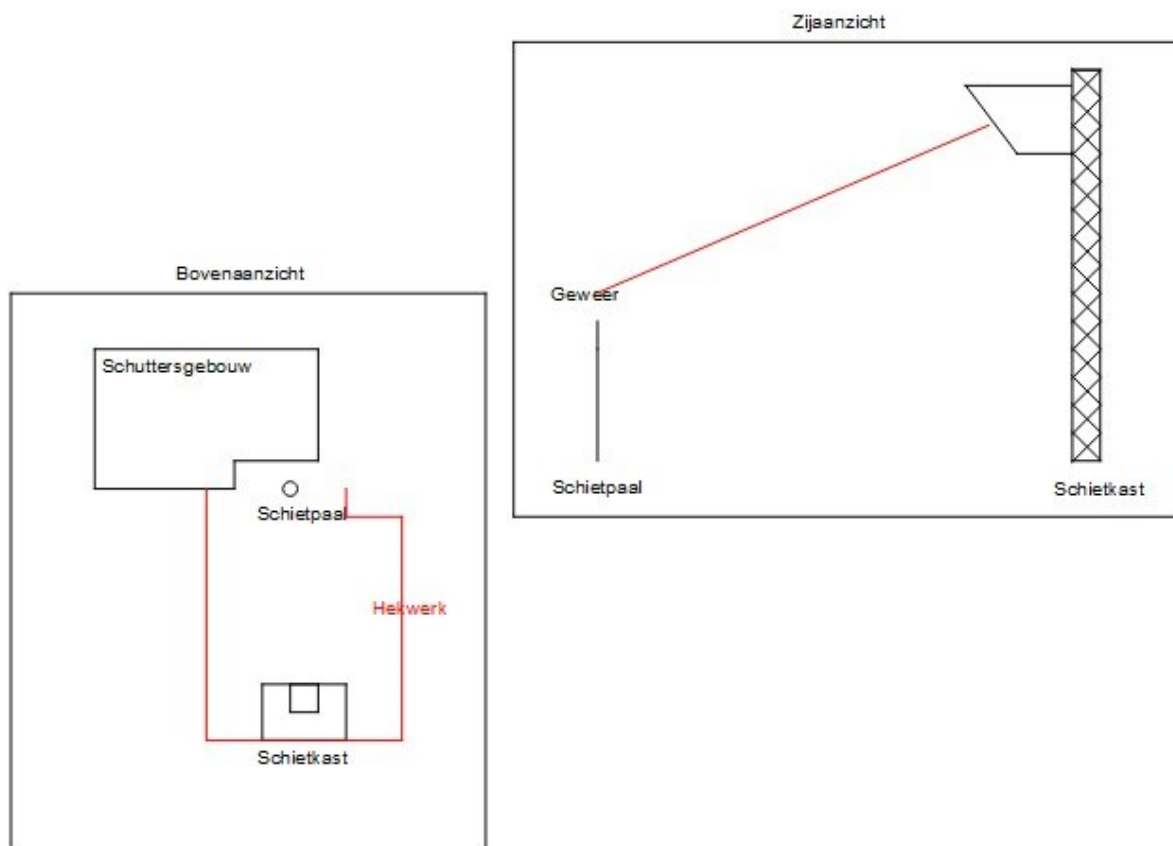 Zijaanzicht
Geweer
Schietpaal
Schietkast
Bovenaanzicht
Schuttersgebouw
Schietpaal
Hekwerk
Schietkast